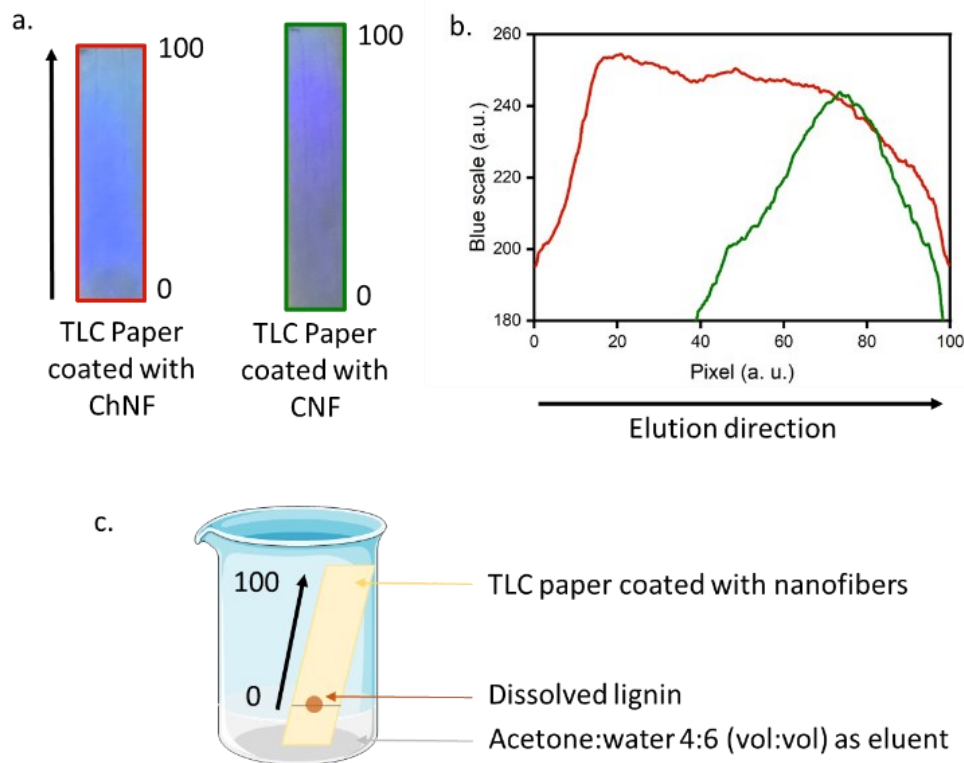 a.
100
0
TLC Paper
coated with
ChNF
100
0
TLC Paper
coated with
CNF
b.
260
240
220
200
180
Blue scale (a.u.)
0 20 40 60 80 100
Pixel (a. u.)
Elution direction
c.
100
0
TLC paper coated with nanofibers
Dissolved lignin
Acetone:water 4:6 (vol:vol) as eluent